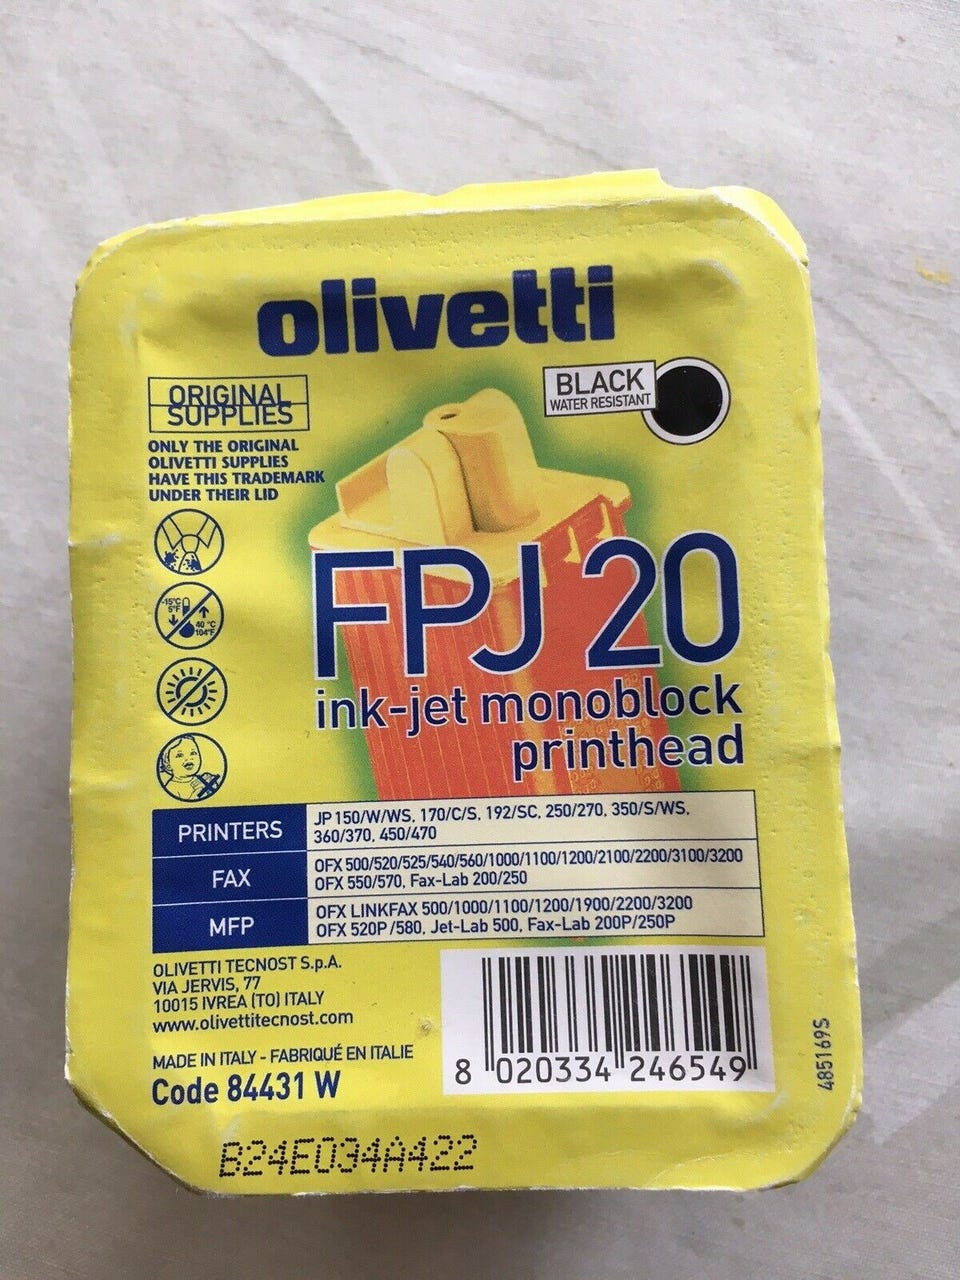 olivetti
ORIGINAL
SUPPLIES
BLACK
WATER RESISTANT
ONLY THE ORIGINAL
OLIVETTI SUPPLIES
HAVE THIS TRADEMARK
UNDER THEIR LID
-15°C
5°F
40 °C
104°F
FPJ 20
ink-jet monoblock
printhead
PRINTERS
JP 150/W/WS, 170/C/S, 192/SC, 250/270, 350/S/WS,
360/370, 450/470
FAX
OFX 500/520/525/540/560/1000/1100/1200/2100/2200/3100/3200
OFX 550/570, Fax-Lab 200/250
MFP
OFX LINKFAX 500/1000/1100/1200/1900/2200/3200
OFX 520P/580, Jet-Lab 500, Fax-Lab 200P/250P
OLIVETTI TECNOST S.p.A.
VIA JERVIS, 77
10015 IVREA (TO) ITALY
www.olivettitecnost.com
MADE IN ITALY - FABRIQUÉ EN ITALIE
Code 84431 W
8 020334 246549
485169S
B24E034A422